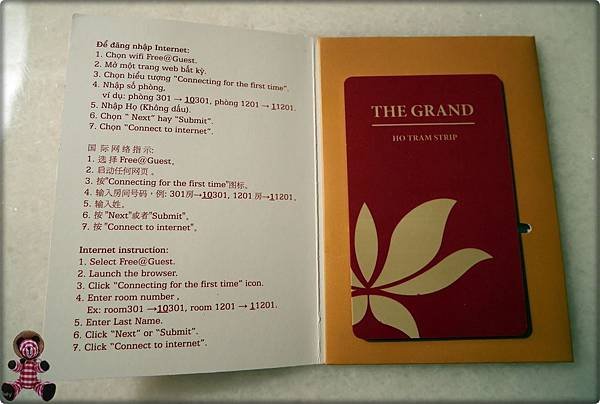 Để đăng nhập Internet:
1. Chọn wifi Free@Guest.
2. Mở một trang web bất kỳ.
3. Chọn biểu tượng "Connecting for the first time".
4. Nhập số phòng,
ví dụ: phòng 301 → 10301, phòng 1201 → 11201.
5. Nhập Họ (Không dấu).
6. Chọn " Next" hay "Submit".
7. Chọn "Connect to internet".
国 际 网 络 指 示:
1. 选 择 Free@Guest。
2. 启动任何网页 。
3. 按"Connecting for the first time"图标。
4. 输入房间号码，例: 301房→10301, 1201 房→11201。
5. 输入姓。
6. 按 "Next"或者"Submit"。
7. 按 "Connect to internet"。
Internet instruction:
1. Select Free@Guest.
2. Launch the browser.
3. Click "Connecting for the first time" icon.
4. Enter room number ,
Ex: room301 →10301, room 1201 → 11201.
5. Enter Last Name.
6. Click "Next" or "Submit".
7. Click "Connect to internet".
THE GRAND
HO TRAM STRIP